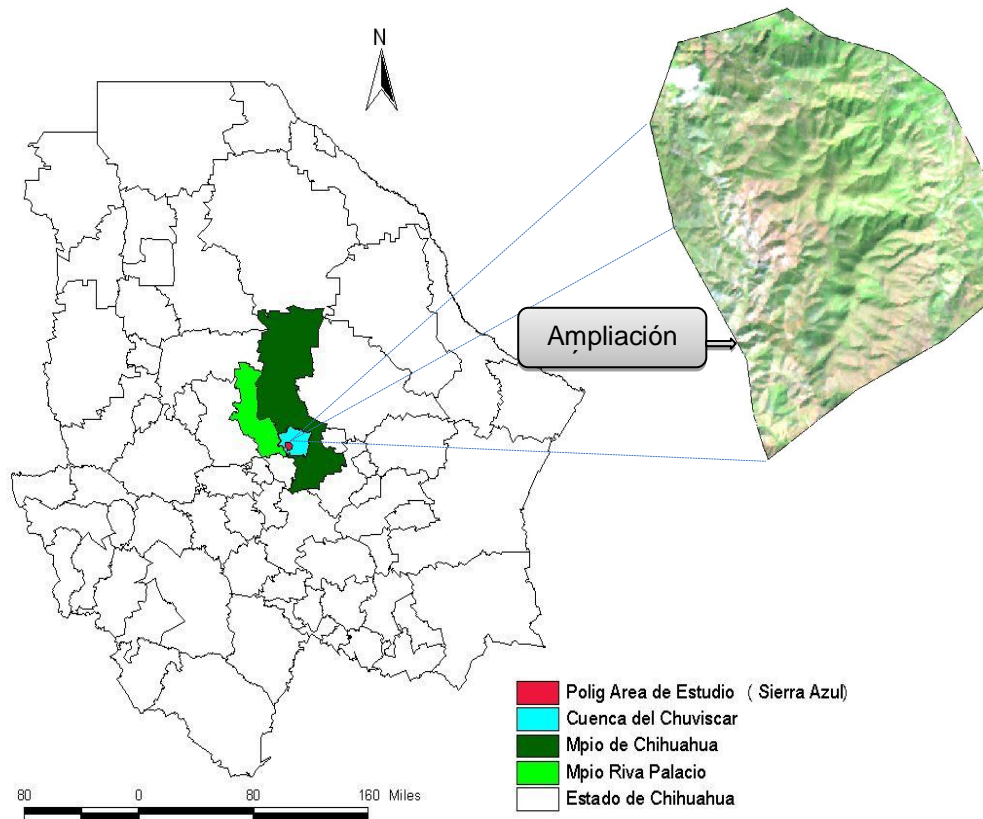 N
Ampliación
Polig Area de Estudio ( Sierra Azul)
Cuenca del Chuviscar
Mpio de Chihuahua
Mpio Riva Palacio
Estado de Chihuahua
80 0 80 160 Miles